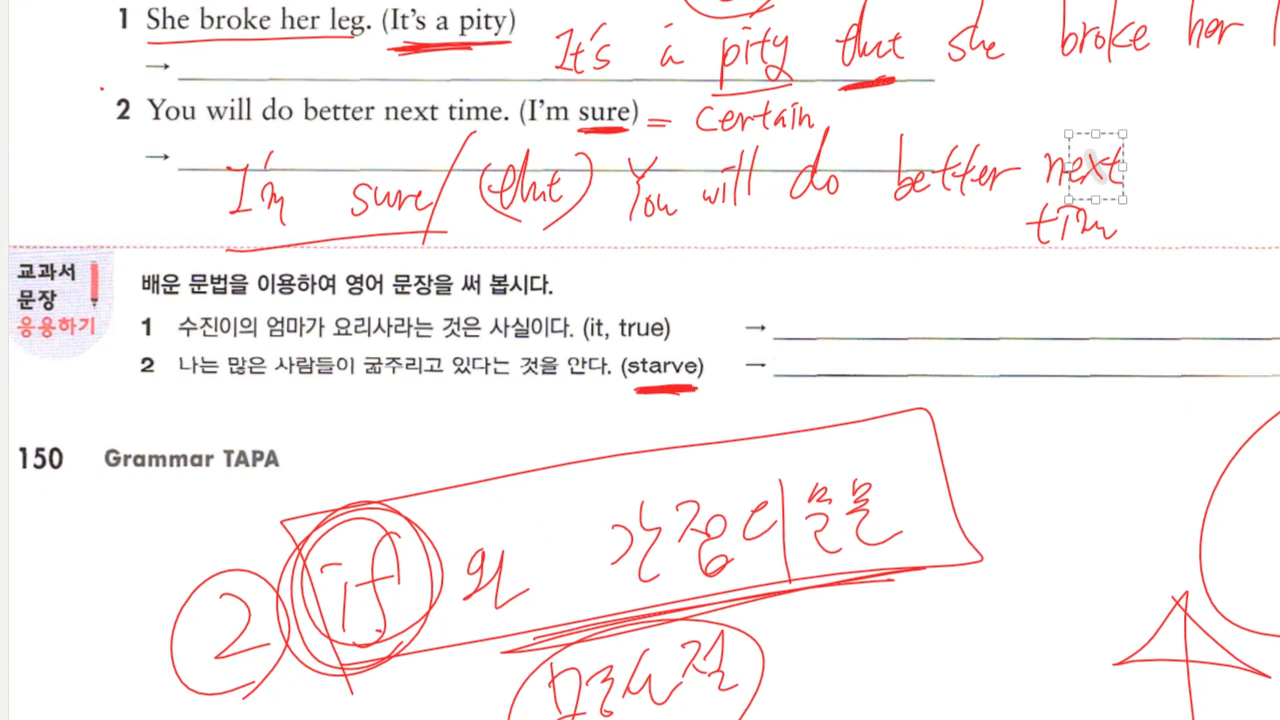 1 She broke her leg. (It's a pity)
It's a pity that she broke her
→
2 You will do better next time. (I'm sure) = certain
→
I'm sure / (that) You will do better next
tim
교과서
문장
응용하기
배운 문법을 이용하여 영어 문장을 써 봅시다.
1 수진이의 엄마가 요리사라는 것은 사실이다. (it, true) →
2 나는 많은 사람들이 굶주리고 있다는 것을 안다. (starve) →
150 Grammar TAPA
2 if 와